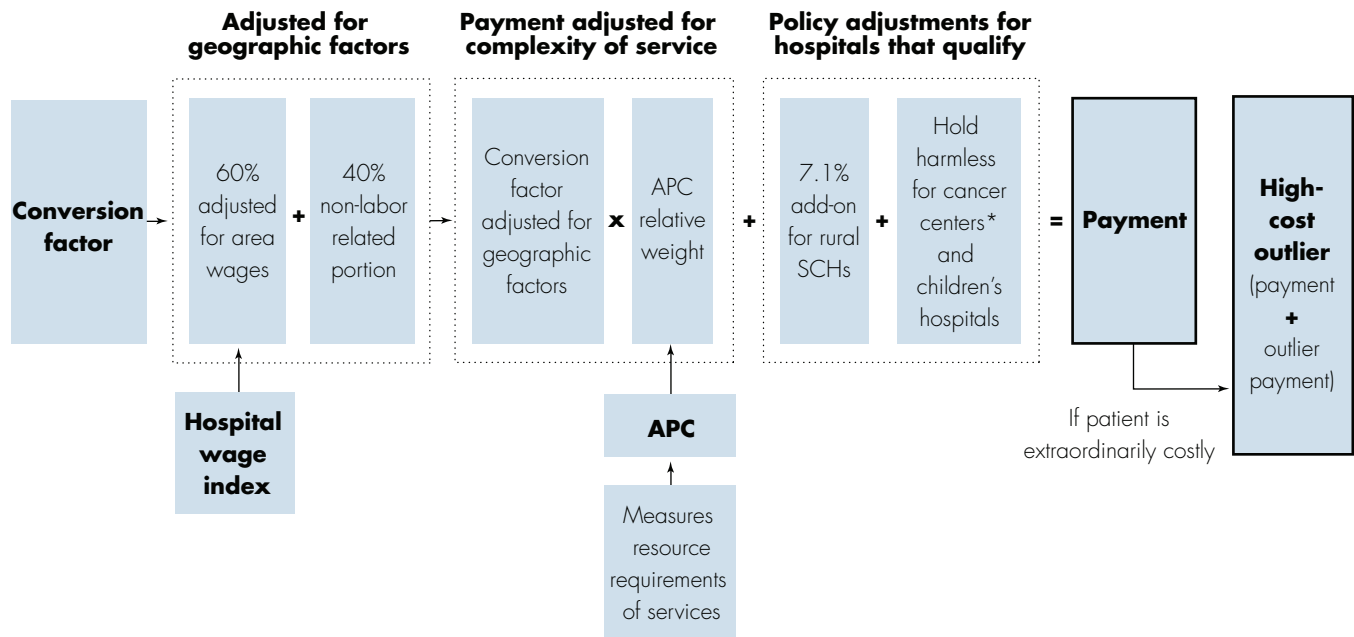 Adjusted for
geographic factors
Payment adjusted for
complexity of service
Policy adjustments for
hospitals that qualify
Conversion
factor
60%
adjusted
for area
wages
+
40%
non-labor
related
portion
Conversion
factor
adjusted for
geographic
factors
x
APC
relative
weight
+
7.1%
add-on
for rural
SCHs
+
Hold
harmless
for cancer
centers*
and
children’s
hospitals
=
Payment
High-
cost
outlier
(payment
+
outlier
payment)
Hospital
wage
index
APC
If patient is
extraordinarily costly
Measures
resource
requirements
of services